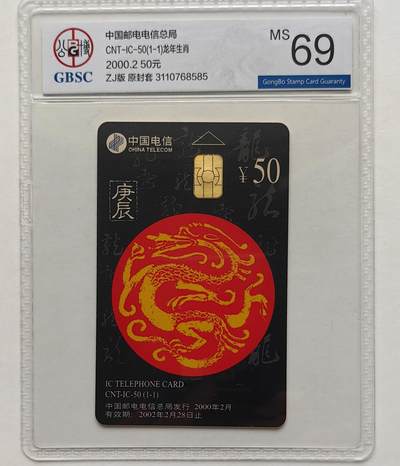 公博
GBSC
中国邮电电信总局
CNT-IC-50(1-1)龙年生肖
2000.2 50元
ZJ版 原封套 3110768585
MS 69
GongBo Stamp Card Guaranty
中国电信
CHINA TELECOM
¥50
庚辰
IC TELEPHONE CARD
CNT-IC-50 (1-1)
中国邮电电信总局发行 2000年2月
有效期：2002年2月28日止